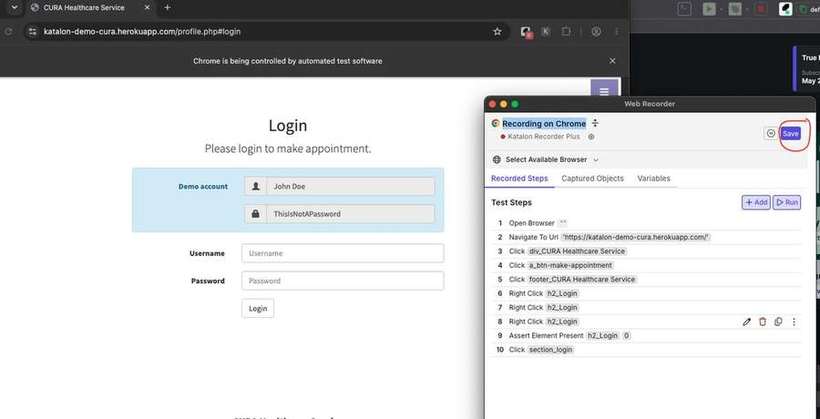 CURA Healthcare Service
katalon-demo-cura.herokuapp.com/profile.php#login
Chrome is being controlled by automated test software
Login
Please login to make appointment.
Demo account
John Doe
ThisIsNotAPassword
Username
Username
Password
Password
Login
Web Recorder
Recording on Chrome
Katalon Recorder Plus
Save
Select Available Browser
Recorded Steps Captured Objects Variables
Test Steps
+ Add
Run
1 Open Browser ""
2 Navigate To Url "https://katalon-demo-cura.herokuapp.com/"
3 Click div_CURA Healthcare Service
4 Click a_btn-make-appointment
5 Click footer_CURA Healthcare Service
6 Right Click h2_Login
7 Right Click h2_Login
8 Right Click h2_Login
9 Assert Element Present h2_Login 0
10 Click section_login
def
True
May 2